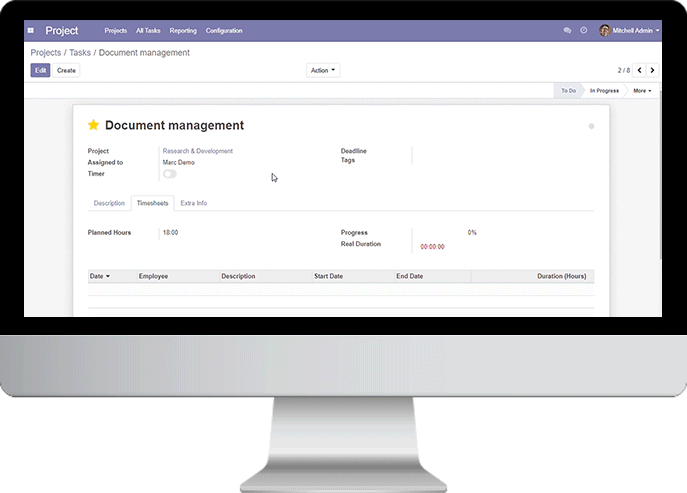 Project Projects All Tasks Reporting Configuration Mitchell Admin
Projects / Tasks / Document management
Edit Create Action 2 / 8
To Do In Progress More
Document management
Project Research & Development Deadline
Assigned to Marc Demo Tags
Timer
Description Timesheets Extra Info
Planned Hours 18:00 Progress 0%
Real Duration 00:00:00
Date Employee Description Start Date End Date Duration (Hours)